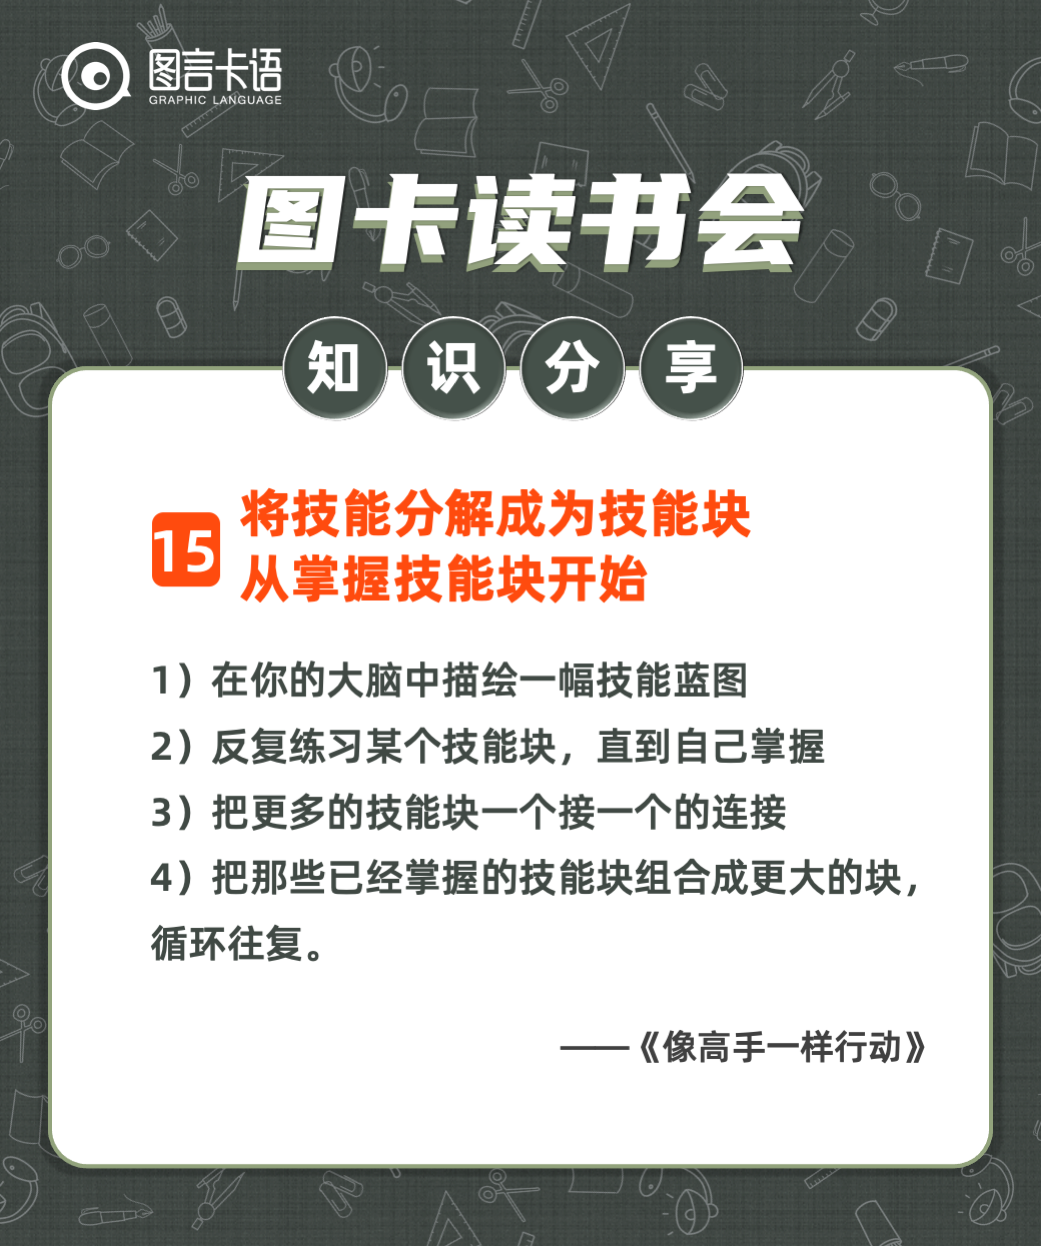 图言卡语
GRAPHIC LANGUAGE
图卡读书会
知识分享
15
将技能分解成为技能块
从掌握技能块开始
1）在你的大脑中描绘一幅技能蓝图
2）反复练习某个技能块，直到自己掌握
3）把更多的技能块一个接一个的连接
4）把那些已经掌握的技能块组合成更大的块，
循环往复。
——《像高手一样行动》